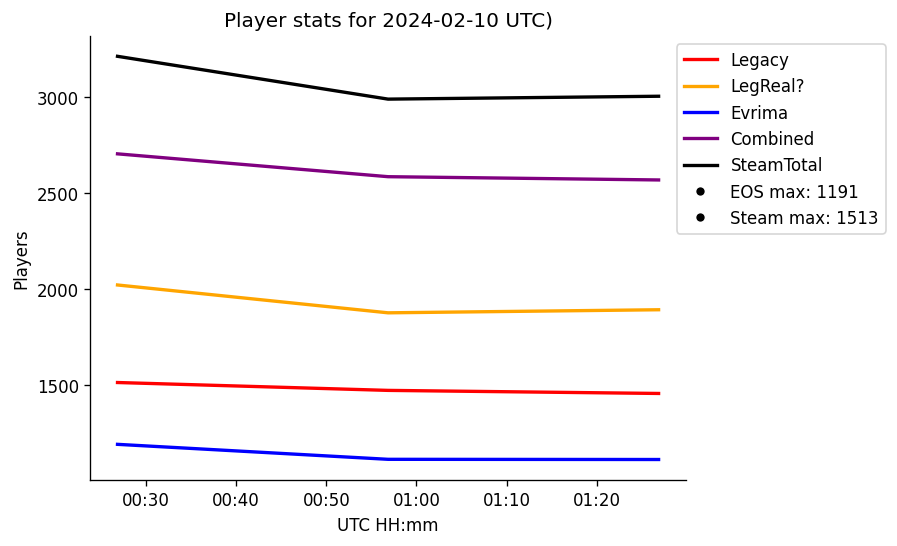 Player stats for 2024-02-10 UTC)
Legacy
LegReal?
Evrima
Combined
SteamTotal
EOS max: 1191
Steam max: 1513
Players
3000
2500
2000
1500
00:30 00:40 00:50 01:00 01:10 01:20
UTC HH:mm